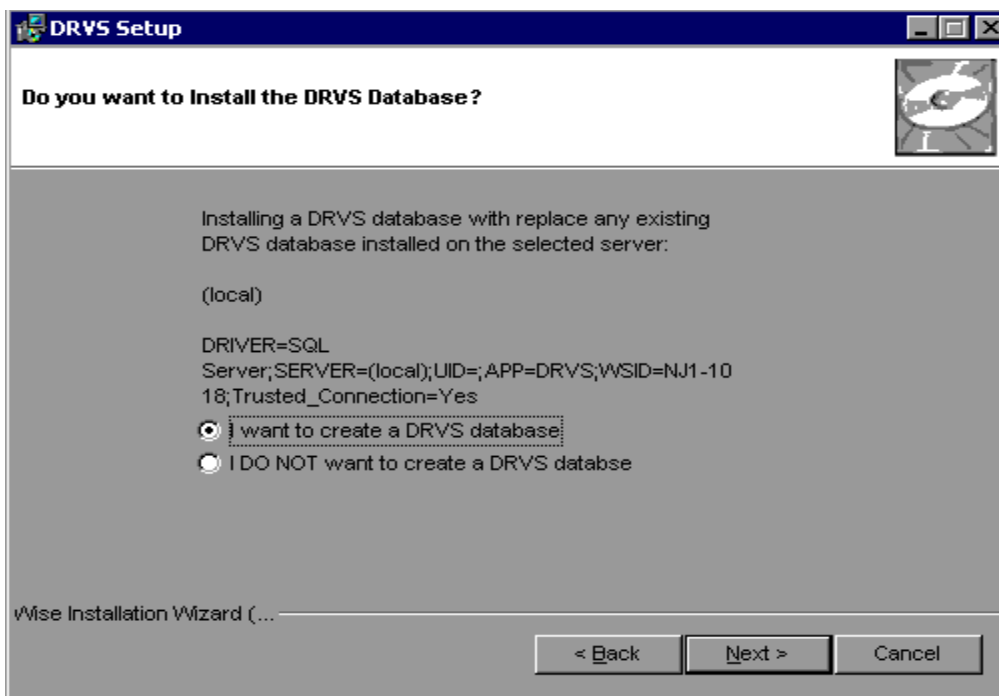 DRVS Setup
Do you want to Install the DRVS Database?
Installing a DRVS database with replace any existing
DRVS database installed on the selected server:
(local)
DRIVER=SQL
Server;SERVER=(local);UID=;APP=DRVS;WSID=NJ1-10
18;Trusted_Connection=Yes
I want to create a DRVS database
I DO NOT want to create a DRVS databse
Wise Installation Wizard (...
< Back
Next >
Cancel